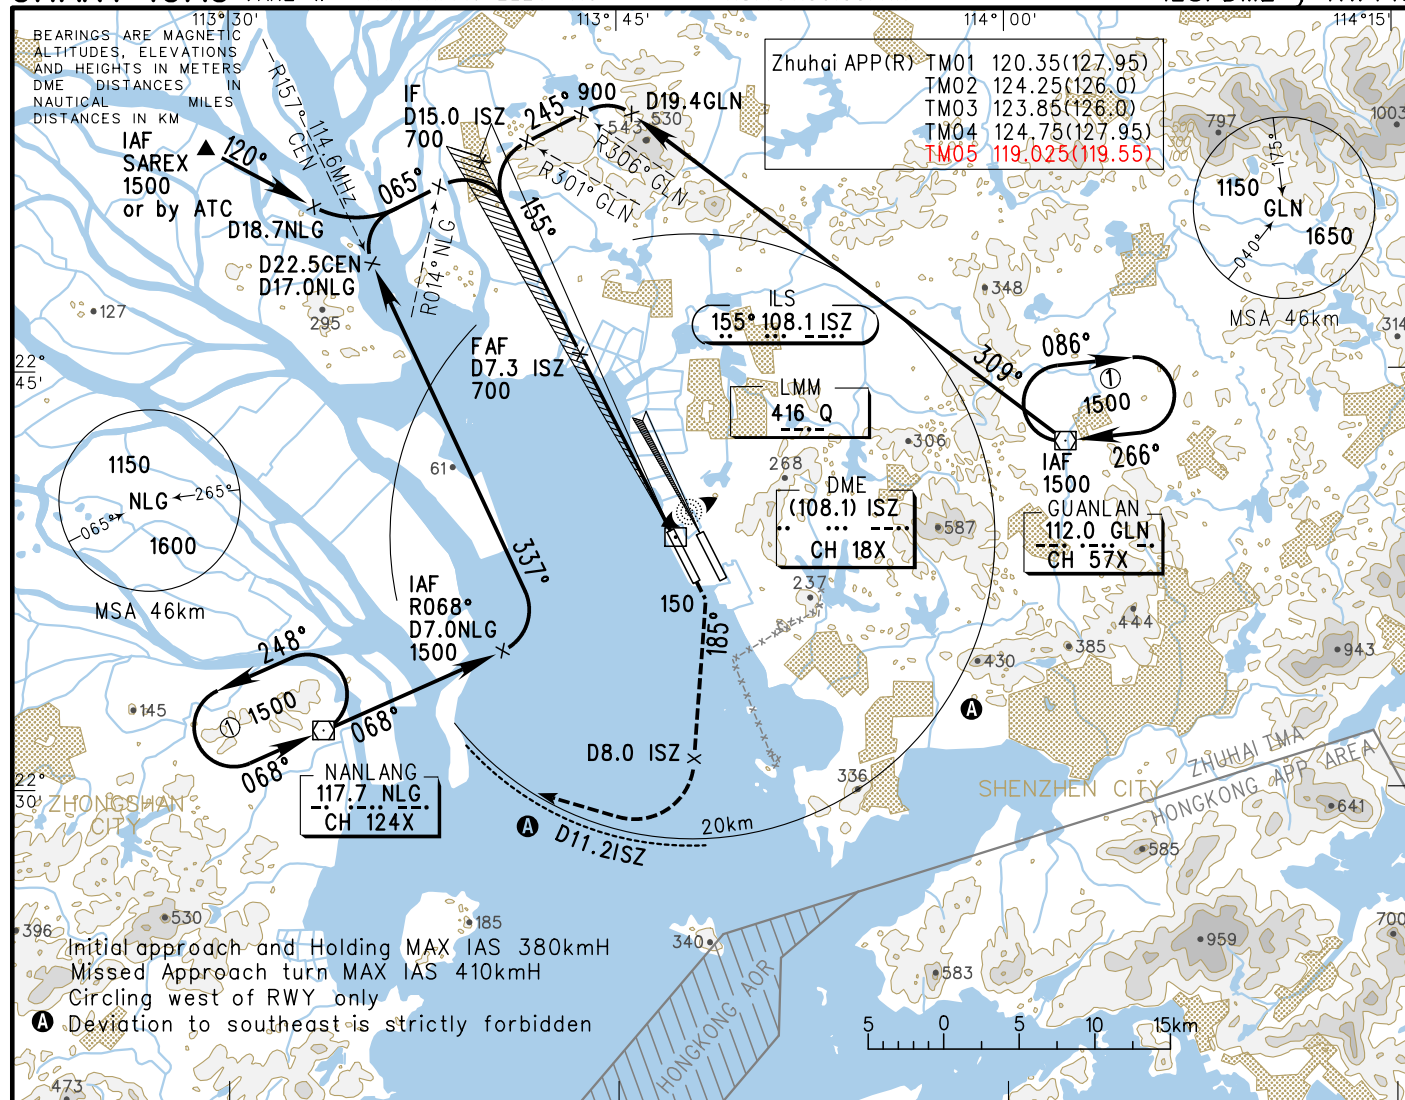 113°30'
113°45'
114°00'
114°15'
BEARINGS ARE MAGNETIC
ALTITUDES, ELEVATIONS
AND HEIGHTS IN METERS
DME DISTANCES IN
NAUTICAL MILES
DISTANCES IN KM
Zhuhai APP(R) TM01 120.35(127.95)
TM02 124.25(126.0)
TM03 123.85(126.0)
TM04 124.75(127.95)
TM05 119.025(119.55)
IAF
SAREX
1500
or by ATC
120°
R157° CEN
114.6MHZ
D18.7NLG
D22.5CEN
D17.0NLG
065°
R014° NLG
IF
D15.0 ISZ
700
245°
900
D19.4GLN
543
530
R306° GLN
R301° GLN
155°
797
1003
175°
1150
GLN
1650
040°
MSA 46km
127
295
348
314
ILS
155° 108.1 ISZ
FAF
D7.3 ISZ
700
LMM
416 Q
309°
086°
1
1500
266°
IAF
1500
GUANLAN
112.0 GLN
CH 57X
22°
45'
1150
NLG
265°
065°
1600
MSA 46km
61
306
268
DME
(108.1) ISZ
CH 18X
587
337°
237
444
385
430
943
IAF
R068°
D7.0NLG
1500
150
185°
248°
1 1500
068°
068°
145
NANLANG
117.7 NLG
CH 124X
D8.0 ISZ
A
22°
30'
ZHONGSHAN
CITY
336
SHENZHEN CITY
ZHUHAI TMA
HONGKONG APP AREA
641
585
A
D11.2ISZ
20km
530
396
185
340
959
700
583
HONGKONG AOR
Initial approach and Holding MAX IAS 380kmH
Missed Approach turn MAX IAS 410kmH
Circling west of RWY only
A Deviation to southeast is strictly forbidden
5 0 5 10 15km
473